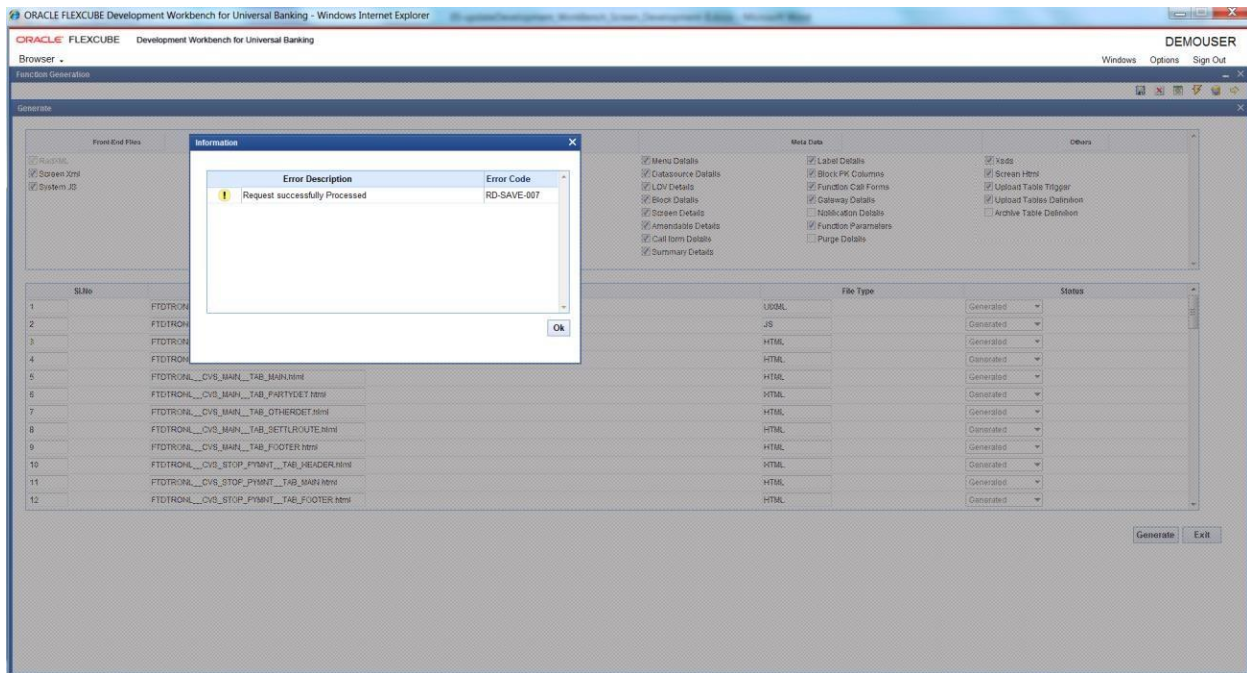 ORACLE FLEXCUBE Development Workbench for Universal Banking - Windows Internet Explorer
ORACLE FLEXCUBE Development Workbench for Universal Banking DEMOUSER
Browser Windows Options Sign Out
Function Generation
Generate
Front-End Files Meta Data Others
RadXML Menu Details Label Details Xsds
Screen Xml Datasource Details Block PK Columns Screen Html
System JS LOV Details Function Call Forms Upload Table Trigger
Block Details Gateway Details Upload Tables Definition
Screen Details Notification Details Archive Table Definition
Amendable Details Function Parameters
Call form Details Purge Details
Summary Details
Information
Error Description Error Code
Request successfully Processed RD-SAVE-007
Ok
Sl.No File Type Status
1 FTDTRON UIXML Generated
2 FTDTRON JS Generated
3 FTDTRON HTML Generated
4 FTDTRON HTML Generated
5 FTDTRONL__CVS_MAIN__TAB_MAIN.html HTML Generated
6 FTDTRONL__CVS_MAIN__TAB_PARTYDET.html HTML Generated
7 FTDTRONL__CVS_MAIN__TAB_OTHERDET.html HTML Generated
8 FTDTRONL__CVS_MAIN__TAB_SETTLROUTE.html HTML Generated
9 FTDTRONL__CVS_MAIN__TAB_FOOTER.html HTML Generated
10 FTDTRONL__CVS_STOP_PYMNT__TAB_HEADER.html HTML Generated
11 FTDTRONL__CVS_STOP_PYMNT__TAB_MAIN.html HTML Generated
12 FTDTRONL__CVS_STOP_PYMNT__TAB_FOOTER.html HTML Generated
Generate Exit